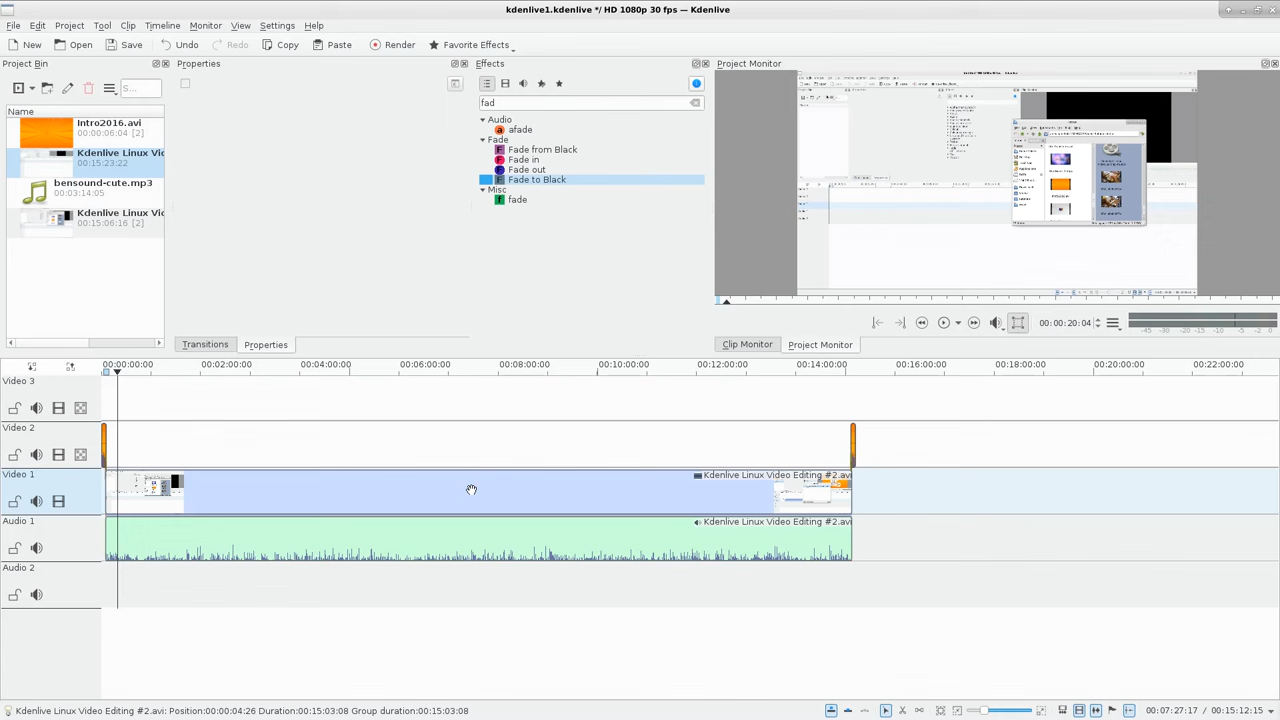 kdenlive1.kdenlive */ HD 1080p 30 fps — Kdenlive
File Edit Project Tool Clip Timeline Monitor View Settings Help
New Open Save Undo Redo Copy Paste Render Favorite Effects
Project Bin Properties Effects Project Monitor
fad
Name
Intro2016.avi
00:00:06:04 [2]
Kdenlive Linux Vi
00:15:23:22
bensound-cute.mp3
00:03:14:05
Kdenlive Linux Vi
00:15:06:16 [2]
Audio
afade
Fade
Fade from Black
Fade in
Fade out
Fade to Black
Misc
fade
00:00:20:04
-45 -30 -20 -15 -10 -5 0
Transitions Properties Clip Monitor Project Monitor
00:00:00:00 00:02:00:00 00:04:00:00 00:06:00:00 00:08:00:00 00:10:00:00 00:12:00:00 00:14:00:00 00:16:00:00 00:18:00:00 00:20:00:00 00:22:00:00
Video 3
Video 2
Video 1
Kdenlive Linux Video Editing #2.avi
Audio 1
Kdenlive Linux Video Editing #2.avi
Audio 2
Kdenlive Linux Video Editing #2.avi: Position:00:00:04:26 Duration:00:15:03:08 Group duration:00:15:03:08
00:07:27:17 / 00:15:12:15